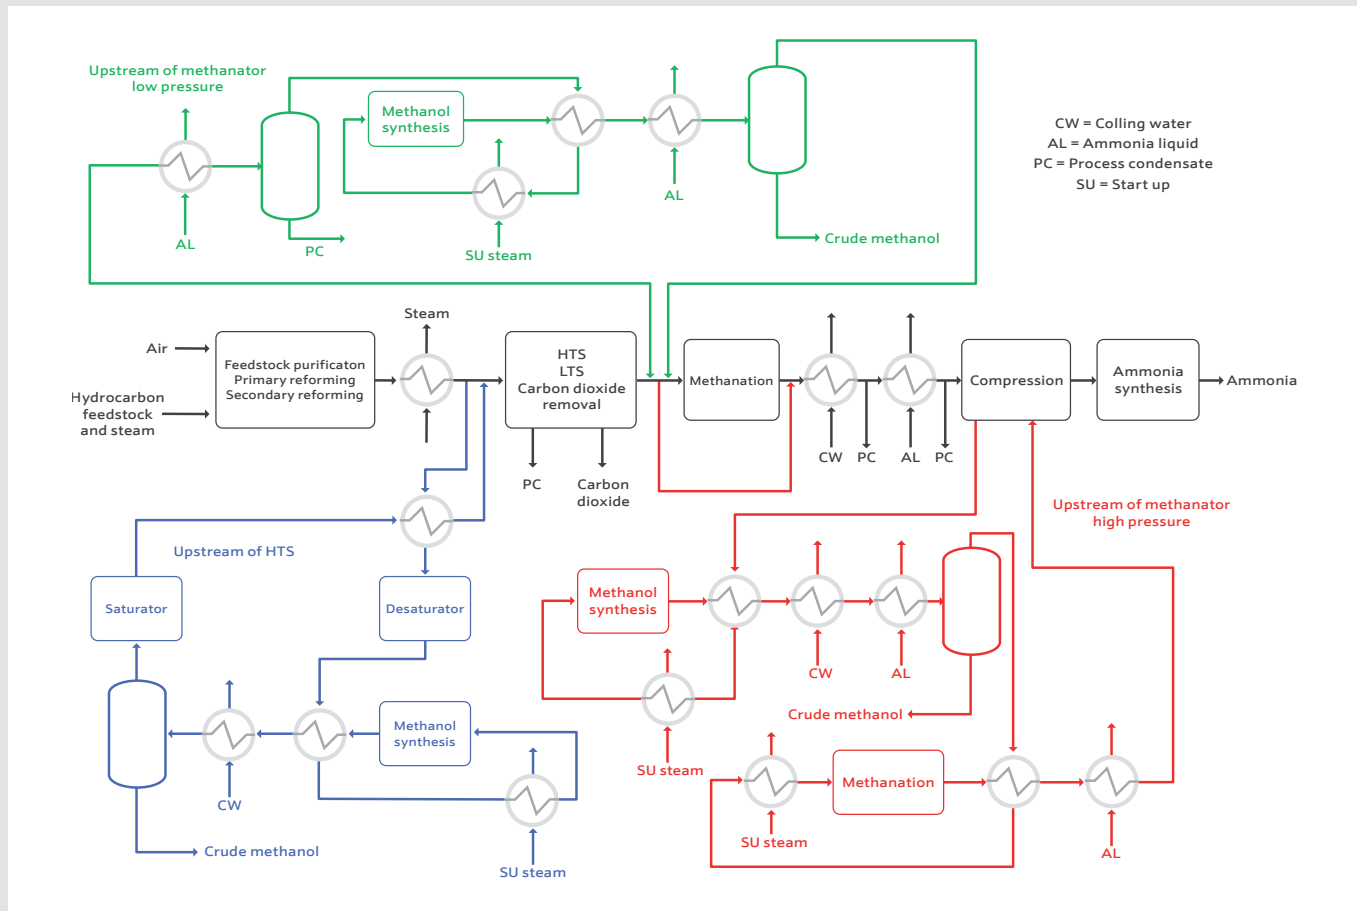 Upstream of methanator
low pressure
Methanol
synthesis
AL
PC
SU steam
AL
Crude methanol
CW = Colling water
AL = Ammonia liquid
PC = Process condensate
SU = Start up
Air
Hydrocarbon
feedstock
and steam
Feedstock purificaton
Primary reforming
Secondary reforming
Steam
HTS
LTS
Carbon dioxide
removal
PC
Carbon
dioxide
Methanation
CW
PC
AL
PC
Compression
Ammonia
synthesis
Ammonia
Upstream of HTS
Saturator
Desaturator
Methanol
synthesis
CW
Crude methanol
SU steam
Upstream of methanator
high pressure
Methanol
synthesis
CW
AL
Crude methanol
SU steam
Methanation
SU steam
AL